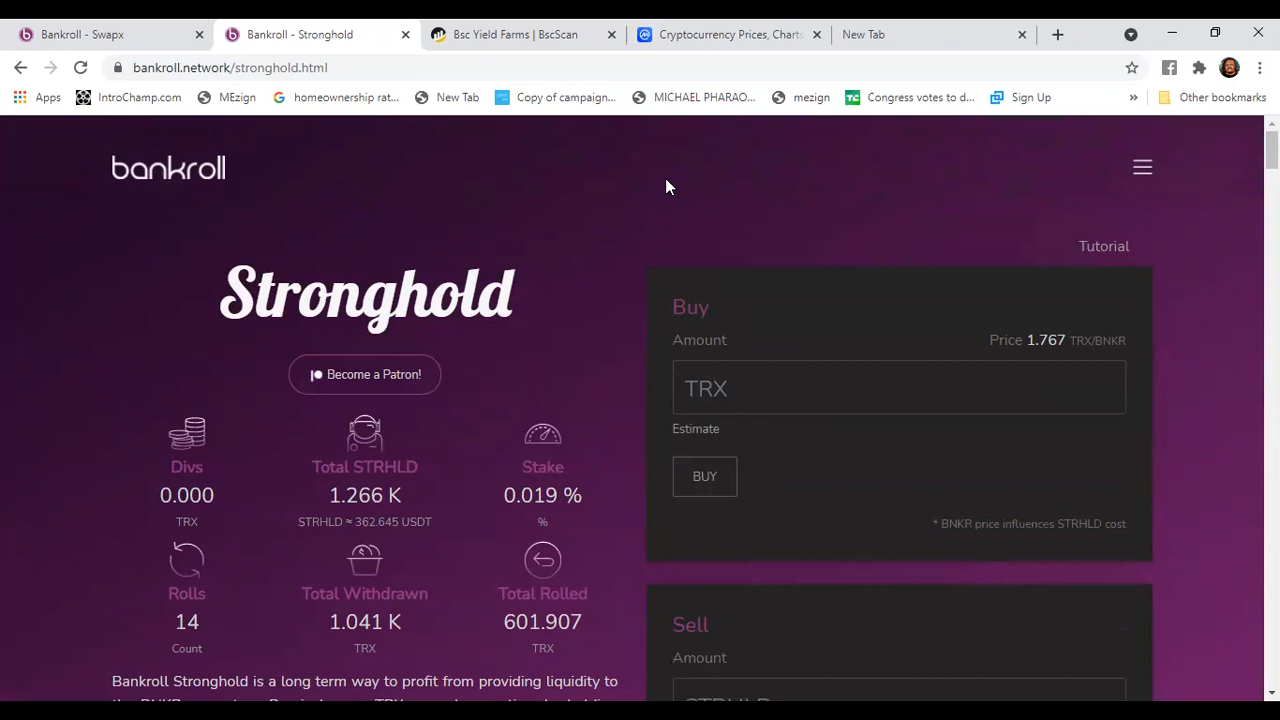 Bankroll - Swapx
Bankroll - Stronghold
Bsc Yield Farms | BscScan
Cryptocurrency Prices, Charts
New Tab
bankroll.network/stronghold.html
Apps
IntroChamp.com
MEzign
homeownership rat...
New Tab
Copy of campaign...
MICHAEL PHARAO...
mezign
Congress votes to d...
Sign Up
»
Other bookmarks
bankroll
Tutorial
Stronghold
Become a Patron!
Divs
0.000
TRX
Total STRHLD
1.266 K
STRHLD ≈ 362.645 USDT
Stake
0.019 %
%
Rolls
14
Count
Total Withdrawn
1.041 K
TRX
Total Rolled
601.907
TRX
Bankroll Stronghold is a long term way to profit from providing liquidity to
Buy
Amount
Price 1.767 TRX/BNKR
TRX
Estimate
BUY
* BNKR price influences STRHLD cost
Sell
Amount
STRHLD